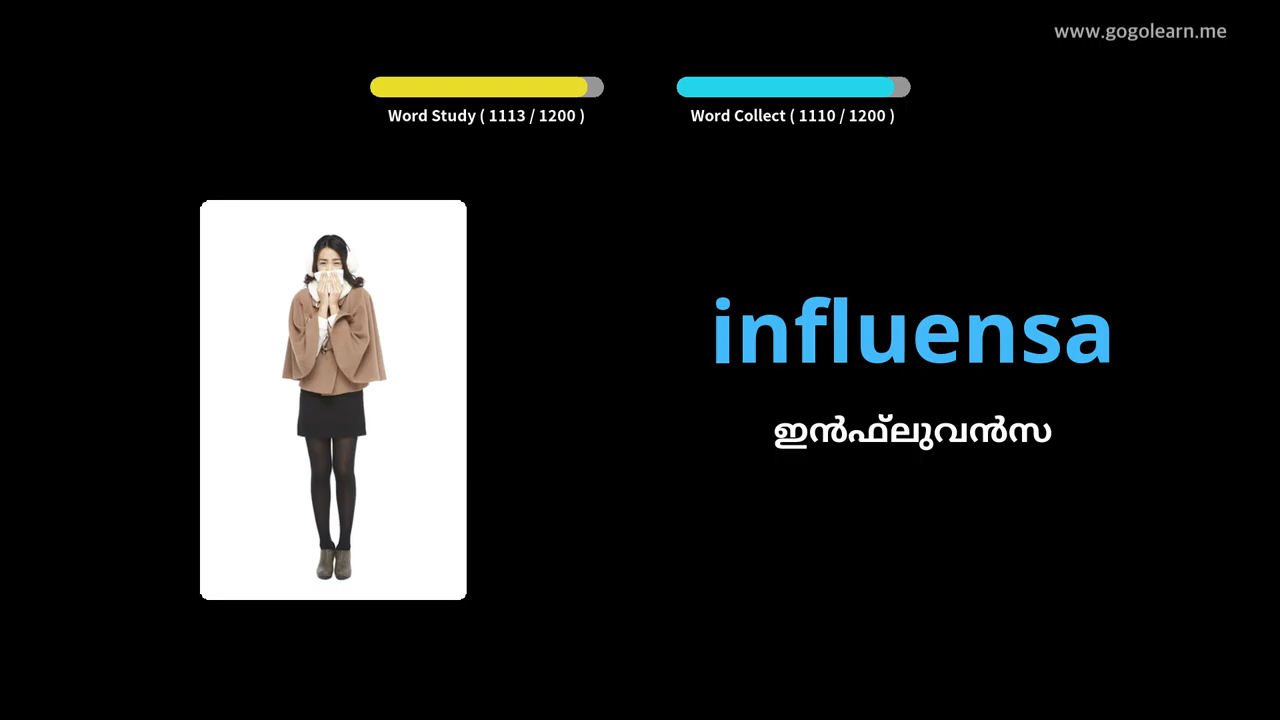 www.gogolearn.me
Word Study ( 1113 / 1200 )
Word Collect ( 1110 / 1200 )
influensa
ഇൻഫ്ലുവൻസ